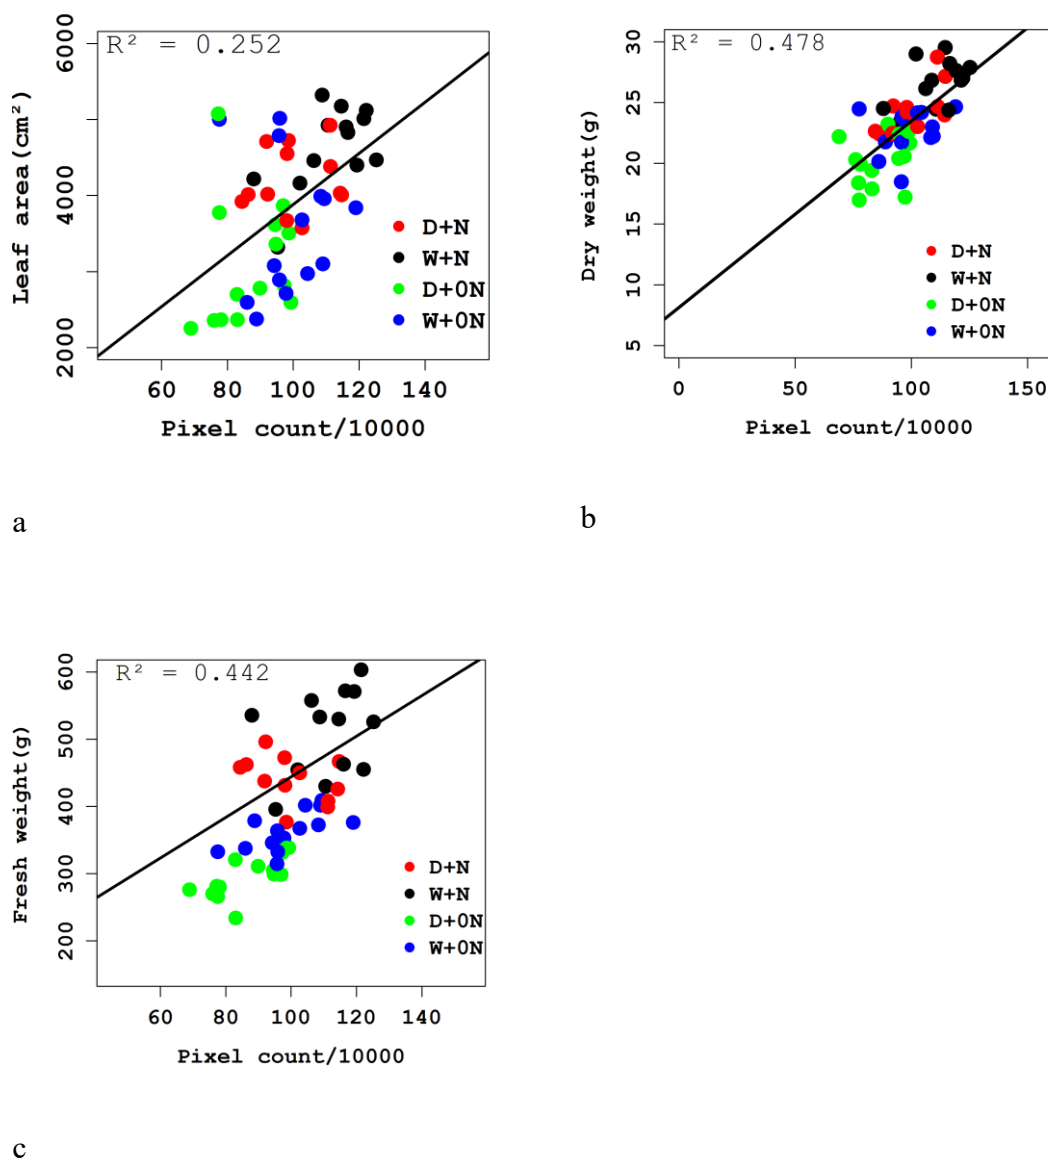 R² = 0.252
Leaf area(cm²)
6000
4000
2000
D+N
W+N
D+0N
W+0N
60 80 100 120 140
Pixel count/10000
a
R² = 0.478
Dry weight(g)
30
25
20
15
10
5
D+N
W+N
D+0N
W+0N
0 50 100 150
Pixel count/10000
b
R² = 0.442
Fresh weight(g)
600
500
400
300
200
D+N
W+N
D+0N
W+0N
60 80 100 120 140
Pixel count/10000
c